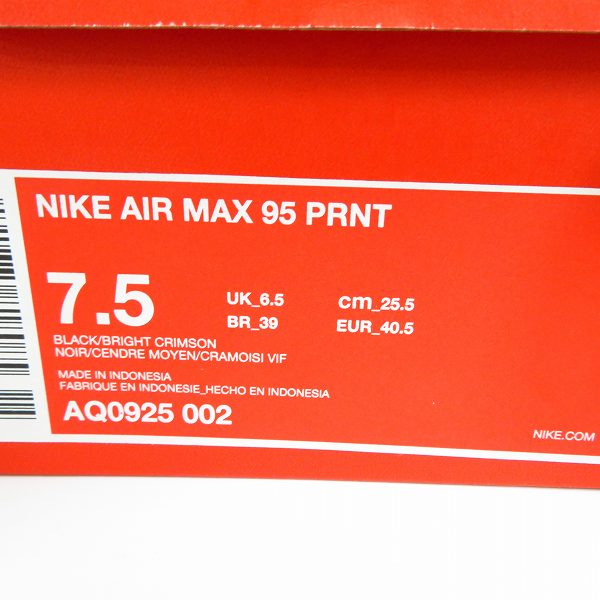 NIKE AIR MAX 95 PRNT
7.5
UK_6.5 cm_25.5
BR_39 EUR_40.5
BLACK/BRIGHT CRIMSON
NOIR/CENDRE MOYEN/CRAMOISI VIF
MADE IN INDONESIA
FABRIQUE EN INDONESIE_HECHO EN INDONESIA
AQ0925 002
NIKE.COM